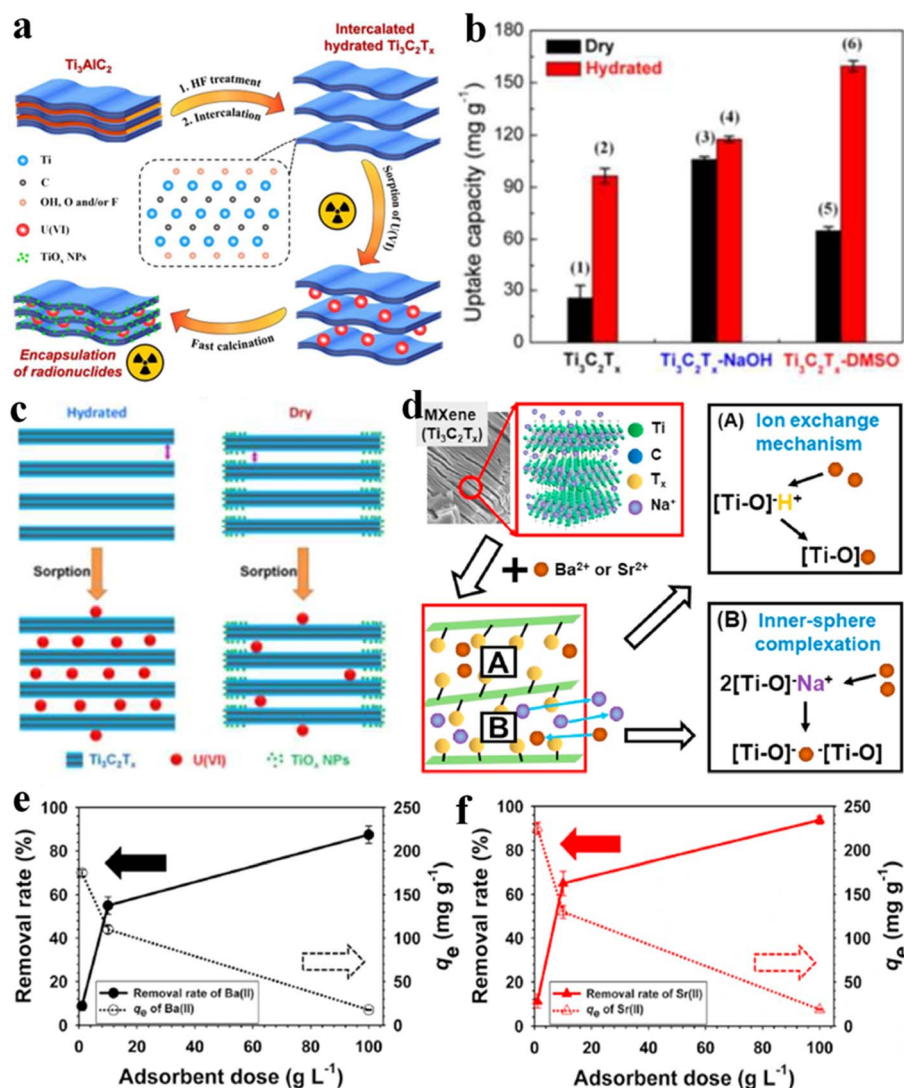 a
Ti₃AlC₂
1. HF treatment
2. Intercalation
Intercalated
hydrated Ti₃C₂Tₓ
Ti
C
OH, O and/or F
U(VI)
TiOₓ NPs
Sorption of
U(VI)
Fast calcination
Encapsulation
of radionuclides
b
Dry
Hydrated
Uptake capacity (mg g⁻¹)
180
150
120
90
60
30
0
(1)
(2)
(3)
(4)
(5)
(6)
Ti₃C₂Tₓ
Ti₃C₂Tₓ-NaOH
Ti₃C₂Tₓ-DMSO
c
Hydrated
Dry
Sorption
Sorption
Ti₃C₂Tₓ
U(VI)
TiOₓ NPs
d
MXene
(Ti₃C₂Tₓ)
Ti
C
Tₓ
Na⁺
+ Ba²⁺ or Sr²⁺
A
B
(A) Ion exchange
mechanism
[Ti-O]⁻H⁺
[Ti-O]
(B) Inner-sphere
complexation
2[Ti-O]⁻Na⁺
[Ti-O]⁻ -[Ti-O]
e
Removal rate (%)
100
80
60
40
20
0
250
200
150
100
50
0
qₑ (mg g⁻¹)
Removal rate of Ba(II)
qₑ of Ba(II)
0 20 40 60 80 100
Adsorbent dose (g L⁻¹)
f
Removal rate (%)
100
80
60
40
20
0
250
200
150
100
50
0
qₑ (mg g⁻¹)
Removal rate of Sr(II)
qₑ of Sr(II)
0 20 40 60 80 100
Adsorbent dose (g L⁻¹)